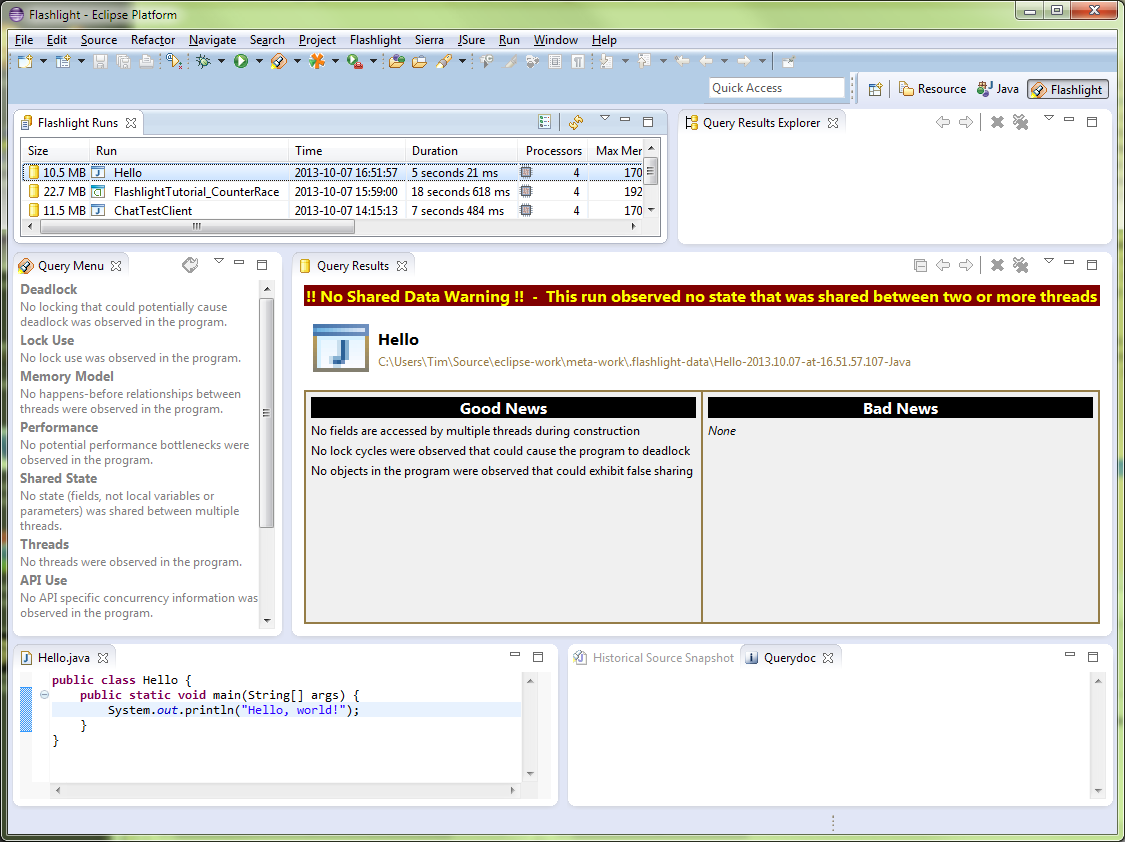 Flashlight - Eclipse Platform
File Edit Source Refactor Navigate Search Project Flashlight Sierra JSure Run Window Help
Quick Access
Resource Java Flashlight
Flashlight Runs
Size Run Time Duration Processors Max Mer
10.5 MB Hello 2013-10-07 16:51:57 5 seconds 21 ms 4 170
22.7 MB FlashlightTutorial_CounterRace 2013-10-07 15:59:00 18 seconds 618 ms 4 192
11.5 MB ChatTestClient 2013-10-07 14:15:13 7 seconds 484 ms 4 170
Query Results Explorer
Query Menu
Deadlock
No locking that could potentially cause
deadlock was observed in the program.
Lock Use
No lock use was observed in the program.
Memory Model
No happens-before relationships between
threads were observed in the program.
Performance
No potential performance bottlenecks were
observed in the program.
Shared State
No state (fields, not local variables or
parameters) was shared between multiple
threads.
Threads
No threads were observed in the program.
API Use
No API specific concurrency information was
observed in the program.
Query Results
!! No Shared Data Warning !! - This run observed no state that was shared between two or more threads
Hello
C:\Users\Tim\Source\eclipse-work\meta-work\.flashlight-data\Hello-2013.10.07-at-16.51.57.107-Java
Good News
No fields are accessed by multiple threads during construction
No lock cycles were observed that could cause the program to deadlock
No objects in the program were observed that could exhibit false sharing
Bad News
None
Hello.java
public class Hello {
public static void main(String[] args) {
System.out.println("Hello, world!");
}
}
Historical Source Snapshot
Querydoc